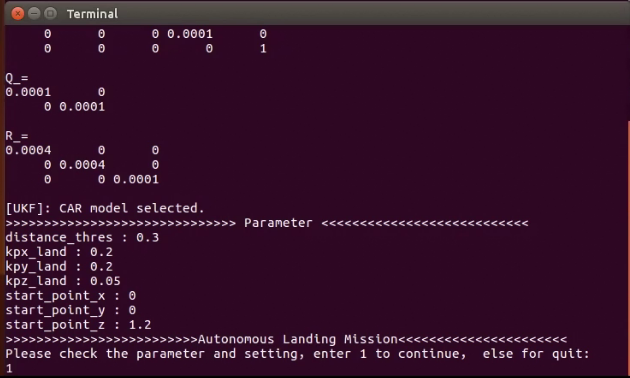 Terminal
0 0 0 0.0001 0
0 0 0 0 1
Q_=
0.0001 0
0 0.0001
R_=
0.0004 0 0
0 0.0004 0
0 0 0.0001
[UKF]: CAR model selected.
>>>>>>>>>>>>>>>>>>>>>>>>>>>>>> Parameter <<<<<<<<<<<<<<<<<<<<<<<<<<<
distance_thres : 0.3
kpx_land : 0.2
kpy_land : 0.2
kpz_land : 0.05
start_point_x : 0
start_point_y : 0
start_point_z : 1.2
>>>>>>>>>>>>>>>>>>>>>>>>>Autonomous Landing Mission<<<<<<<<<<<<<<<<<<<<<<
Please check the parameter and setting, enter 1 to continue, else for quit:
1